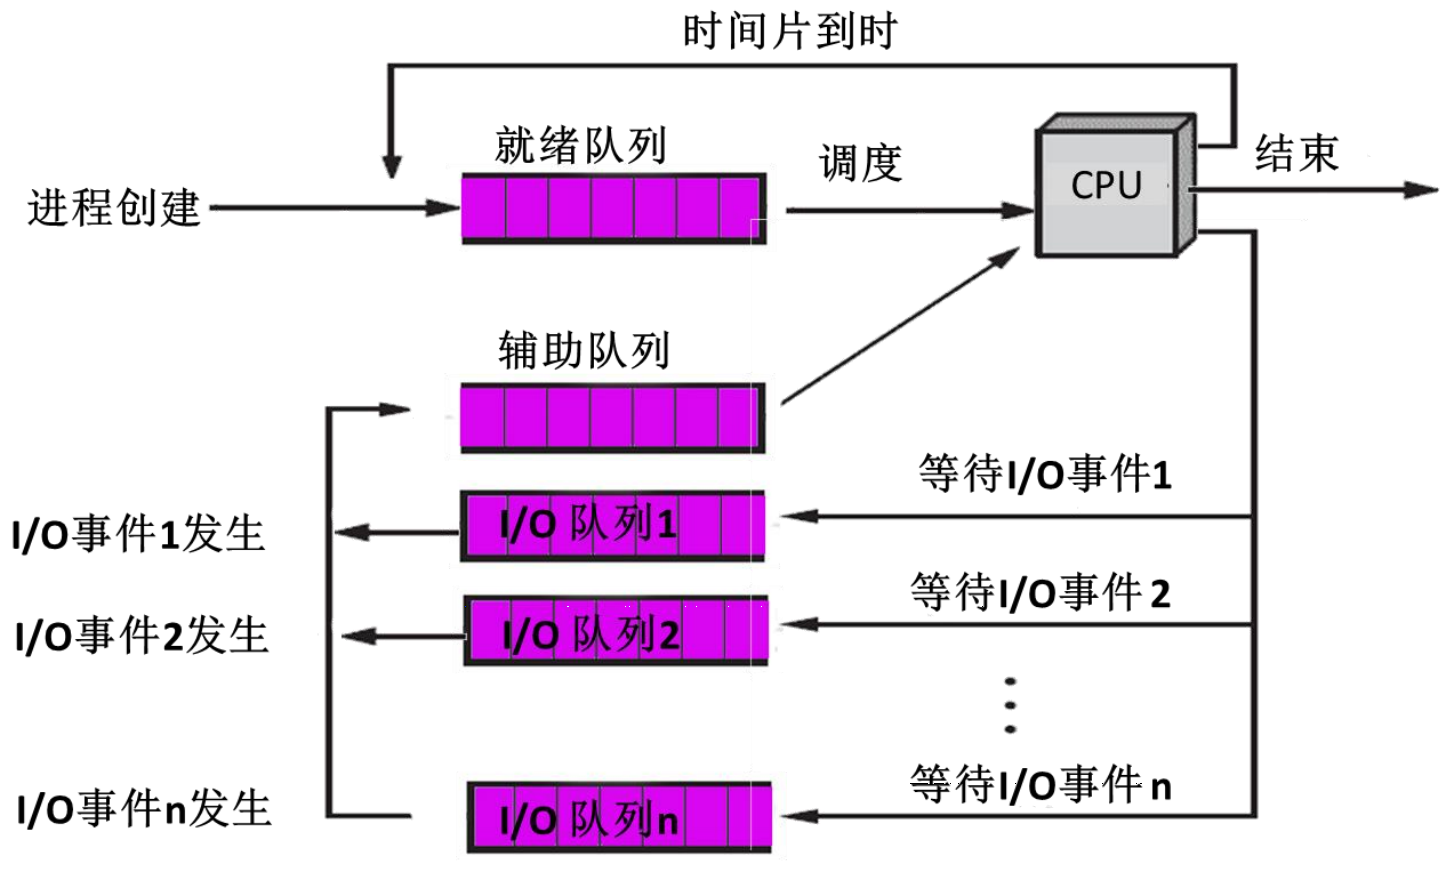 时间片到时
就绪队列
调度
CPU
结束
进程创建
辅助队列
等待I/O事件1
I/O事件1发生
I/O 队列1
等待I/O事件 2
I/O事件2发生
I/O 队列2
等待I/O事件 n
I/O事件n发生
I/O 队列n